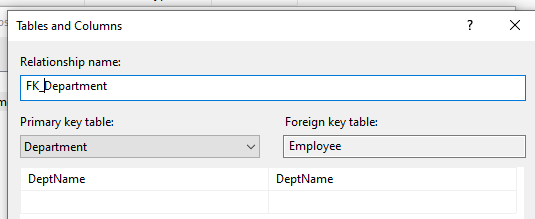 Tables and Columns
?
Relationship name:
FK_Department
Primary key table:
Foreign key table:
Department
Employee
DeptName
DeptName